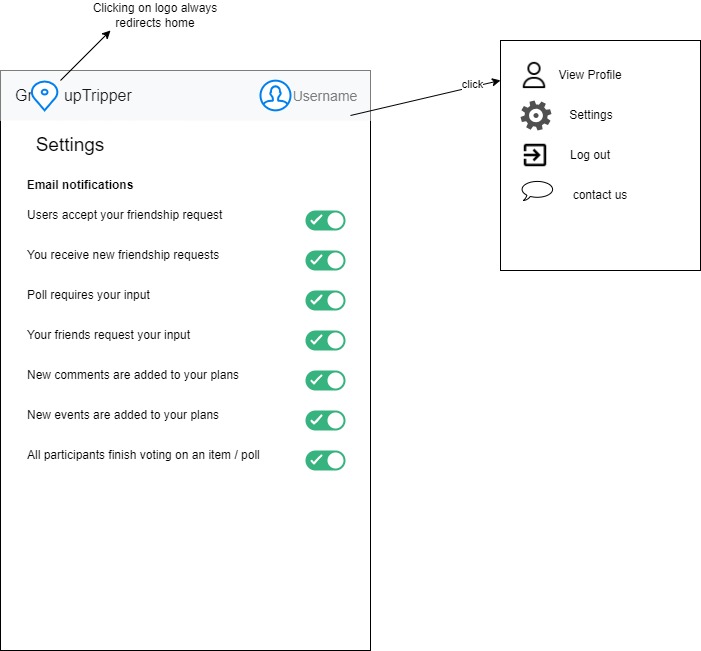 Clicking on logo always
redirects home
Gr upTripper
Username
click
View Profile
Settings
Log out
contact us
Settings
Email notifications
Users accept your friendship request
You receive new friendship requests
Poll requires your input
Your friends request your input
New comments are added to your plans
New events are added to your plans
All participants finish voting on an item / poll